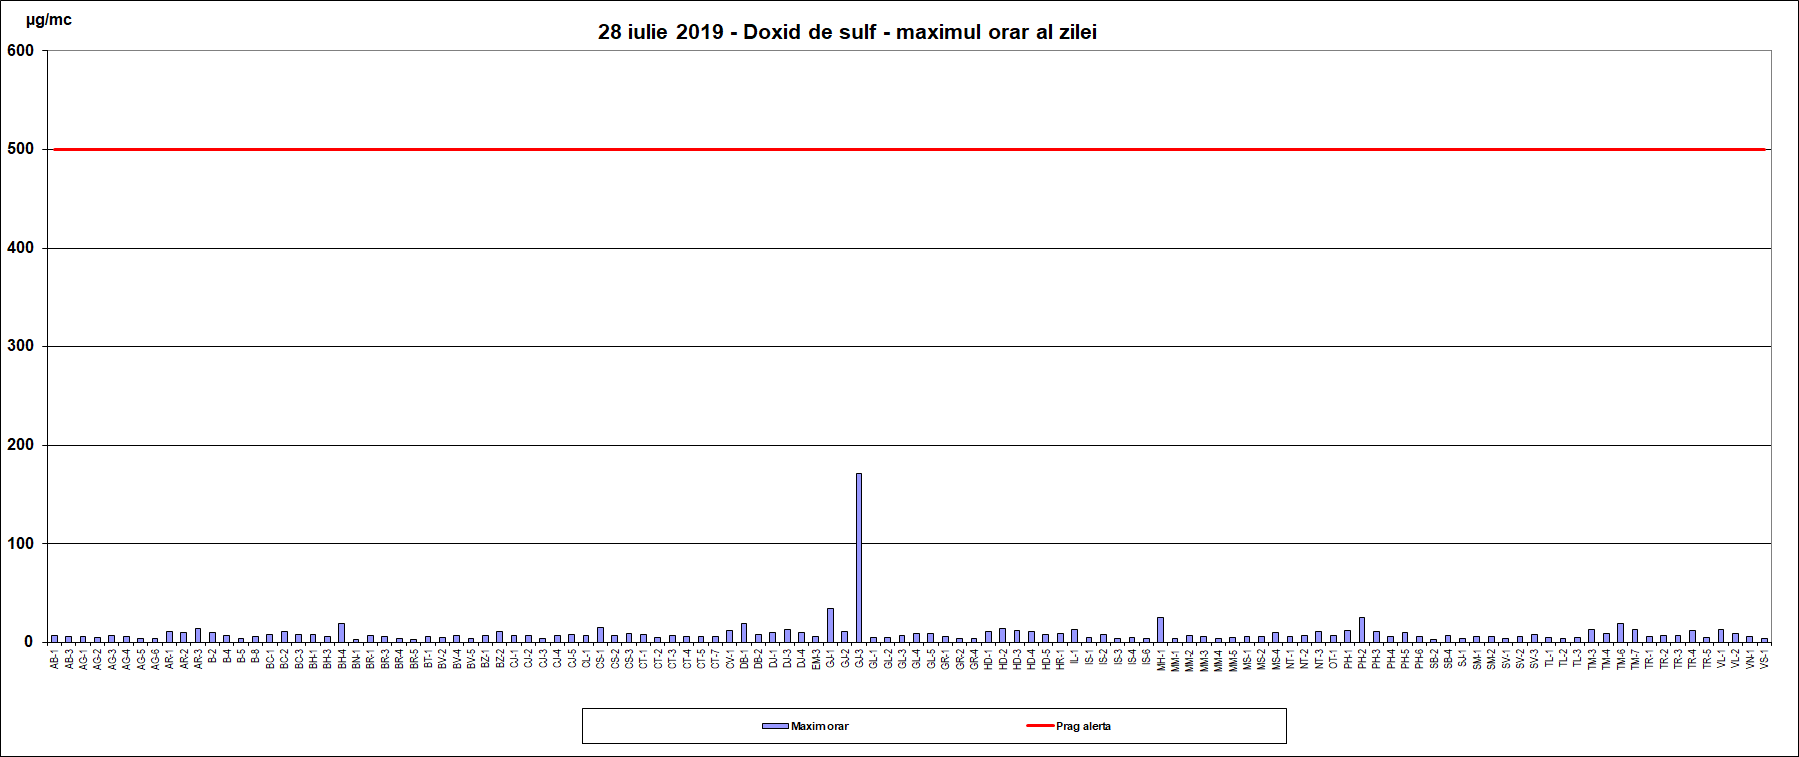 µg/mc
28 iulie 2019 - Doxid de sulf - maximul orar al zilei
600
500
400
300
200
100
0
AB-1 AB-3 AG-1 AG-2 AG-3 AG-4 AG-5 AG-6 AR-1 AR-2 AR-3 B-2 B-4 B-5 B-8 BC-1 BC-2 BC-3 BH-1 BH-3 BH-4 BN-1 BR-1 BR-3 BR-4 BR-5 BT-1 BV-2 BV-4 BV-5 BZ-1 BZ-2 CJ-1 CJ-2 CJ-3 CJ-4 CJ-5 CL-1 CS-1 CS-2 CS-3 CT-1 CT-2 CT-3 CT-4 CT-5 CT-7 CV-1 DB-1 DB-2 DJ-1 DJ-3 DJ-4 EM-3 GJ-1 GJ-2 GJ-3 GL-1 GL-2 GL-3 GL-4 GL-5 GR-1 GR-2 GR-4 HD-1 HD-2 HD-3 HD-4 HD-5 HR-1 IL-1 IS-1 IS-2 IS-3 IS-4 IS-6 MH-1 MM-1 MM-2 MM-3 MM-4 MM-5 MS-1 MS-2 MS-4 NT-1 NT-2 NT-3 OT-1 PH-1 PH-2 PH-3 PH-4 PH-5 PH-6 SB-2 SB-4 SJ-1 SM-1 SM-2 SV-1 SV-2 SV-3 TL-1 TL-2 TL-3 TM-3 TM-4 TM-6 TM-7 TR-1 TR-2 TR-3 TR-4 TR-5 VL-1 VL-2 VN-1 VS-1
Maxim orar
Prag alerta